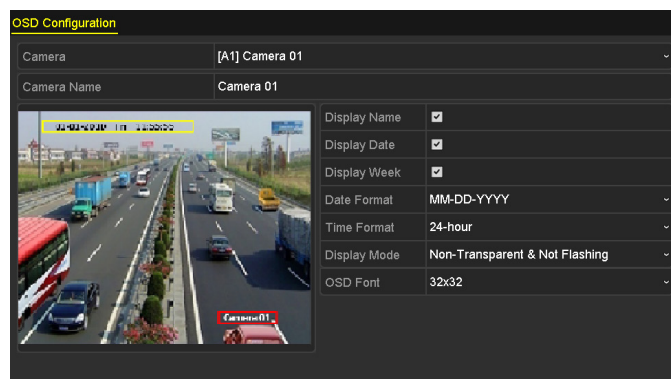 OSD Configuration
Camera [A1] Camera 01
Camera Name Camera 01
Display Name
Display Date
Display Week
Date Format MM-DD-YYYY
Time Format 24-hour
Display Mode Non-Transparent & Not Flashing
OSD Font 32x32
Camera01